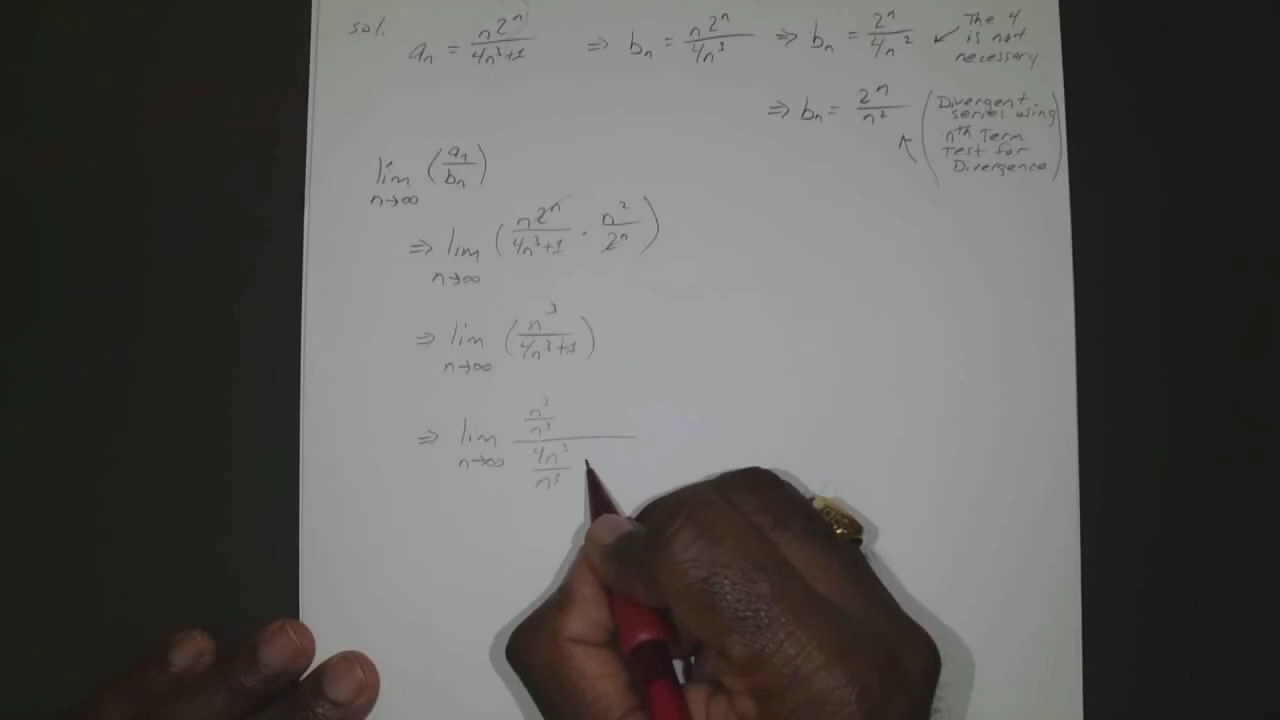 sol. aₙ = n2ⁿ/(4n³+1) ⇒ bₙ = n2ⁿ/4n³ ⇒ bₙ = 2ⁿ/4n² ↙ The 4
is not
necessary
⇒ bₙ = 2ⁿ/n² ↖ (Divergent
series using
nth Term
Test for
Divergence)
lim n→∞ (aₙ/bₙ)
⇒ lim n→∞ (n2ⁿ/(4n³+1) · n²/2ⁿ)
⇒ lim n→∞ (n³/(4n³+1))
⇒ lim n→∞ (n³/n³)/(4n³/n³